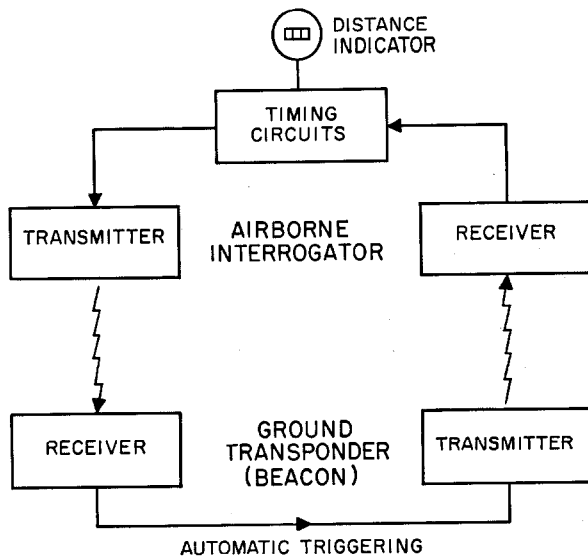 DISTANCE
INDICATOR
TIMING
CIRCUITS
TRANSMITTER
AIRBORNE
INTERROGATOR
RECEIVER
RECEIVER
GROUND
TRANSPONDER
(BEACON)
TRANSMITTER
AUTOMATIC TRIGGERING